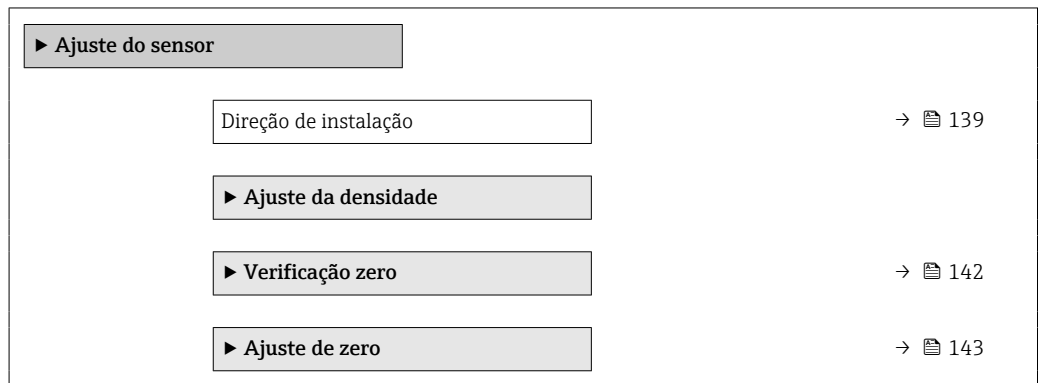 ▶ Ajuste do sensor
Direção de instalação → 139
▶ Ajuste da densidade
▶ Verificação zero → 142
▶ Ajuste de zero → 143